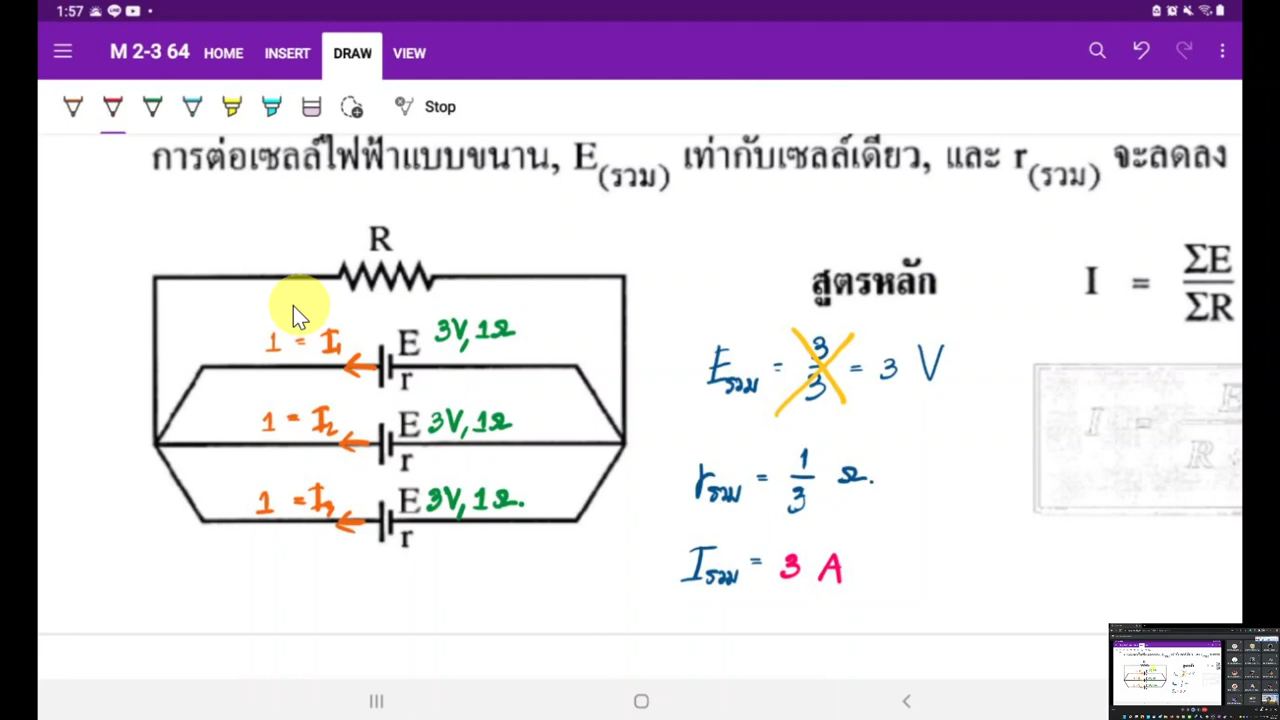 1:57
M 2-3 64 HOME INSERT DRAW VIEW
Stop
การต่อเซลล์ไฟฟ้าแบบขนาน, E(รวม) เท่ากับเซลล์เดียว, และ r(รวม) จะลดลง
R
สูตรหลัก I = ΣE/ΣR
1 = I₁ E 3V, 1Ω
r
1 = I₂ E 3V, 1Ω
r
1 = I₃ E 3V, 1Ω.
r
Eรวม = 3/3 = 3 V
rรวม = 1/3 Ω.
Iรวม = 3 A
I = E
R